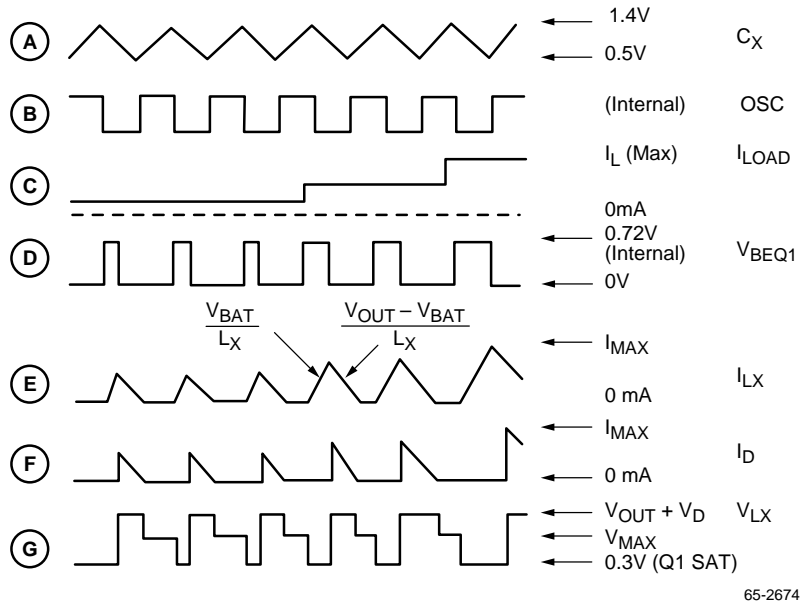 A
1.4V
0.5V
CX
B
(Internal) OSC
C
IL (Max) ILOAD
0mA
D
0.72V
(Internal) VBEQ1
0V
VBAT
LX
VOUT – VBAT
LX
E
IMAX
0 mA
ILX
F
IMAX
0 mA
ID
G
VOUT + VD VLX
VMAX
0.3V (Q1 SAT)
65-2674